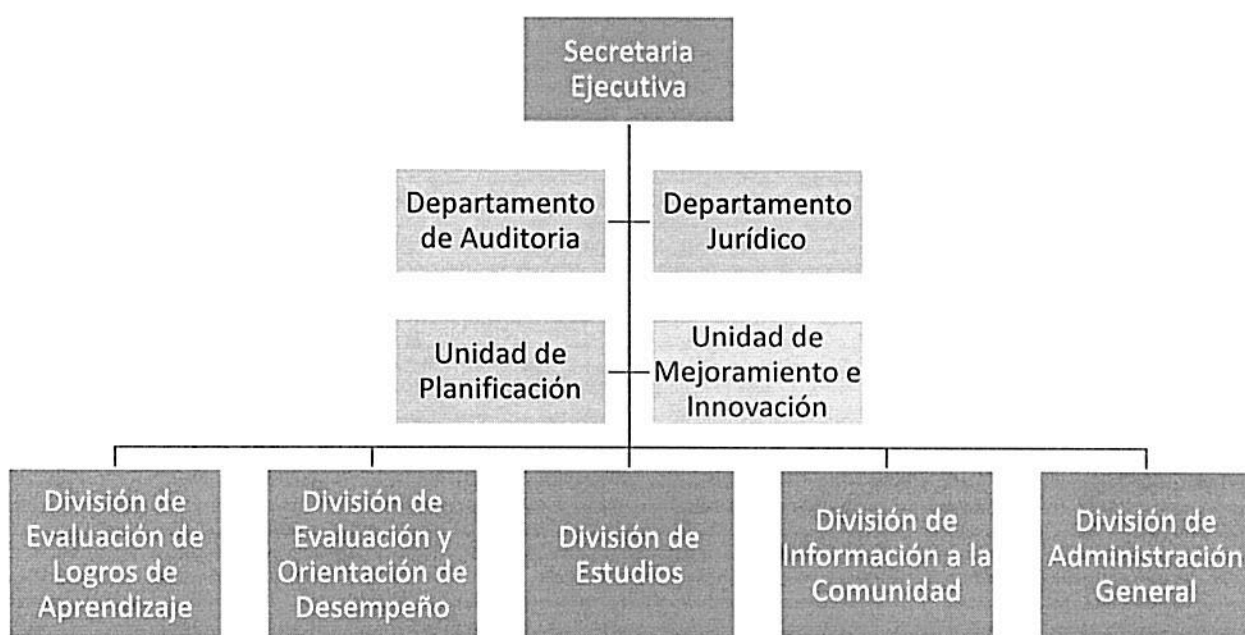 Secretaria
Ejecutiva
Departamento
de Auditoria
Departamento
Jurídico
Unidad de
Planificación
Unidad de
Mejoramiento e
Innovación
División de
Evaluación de
Logros de
Aprendizaje
División de
Evaluación y
Orientación de
Desempeño
División de
Estudios
División de
Información a la
Comunidad
División de
Administración
General